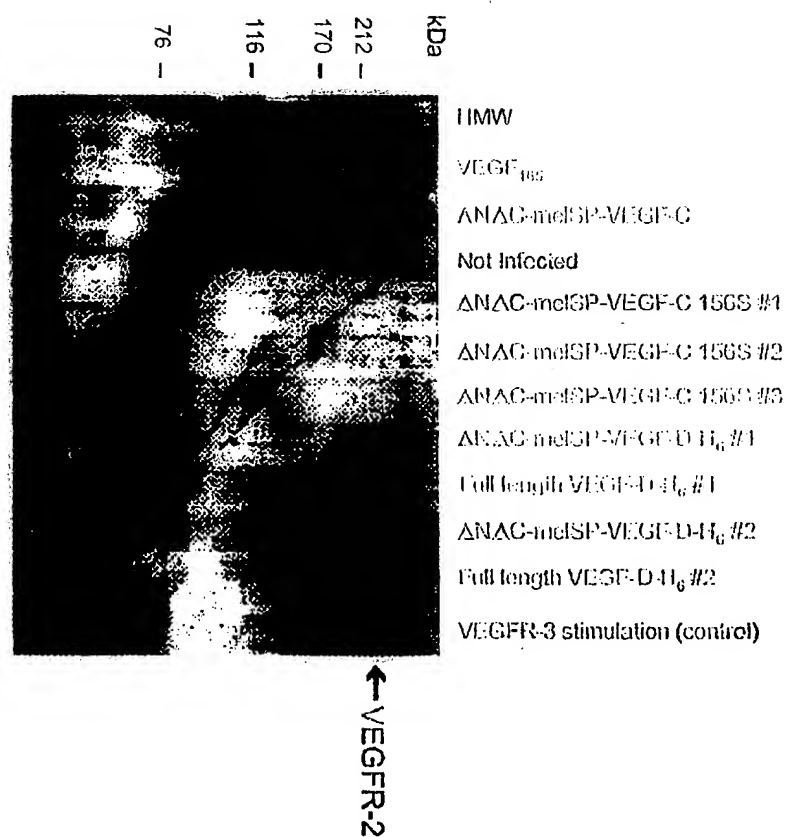 kDa
212 –
170 –
116 –
76 –
HMW
VEGF₁₆₅
ΔNΔC-melSP-VEGF-C
Not Infected
ΔNΔC-melSP-VEGF-C 156S #1
ΔNΔC-melSP-VEGF-C 156S #2
ΔNΔC-melSP-VEGF-C 156S #3
ΔNΔC-melSP-VEGF-D-H₆ #1
Full length VEGF-D-H₆ #1
ΔNΔC-melSP-VEGF-D-H₆ #2
Full length VEGF-D-H₆ #2
VEGFR-3 stimulation (control)
←VEGFR-2